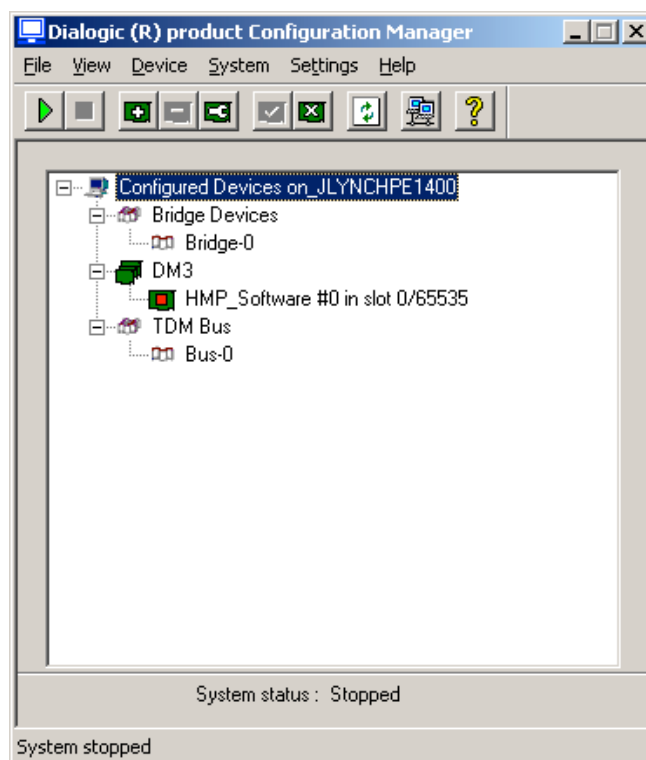 Dialogic (R) product Configuration Manager
File View Device System Settings Help
Configured Devices on_JLYNCHPE1400
Bridge Devices
Bridge-0
DM3
HMP_Software #0 in slot 0/65535
TDM Bus
Bus-0
System status : Stopped
System stopped